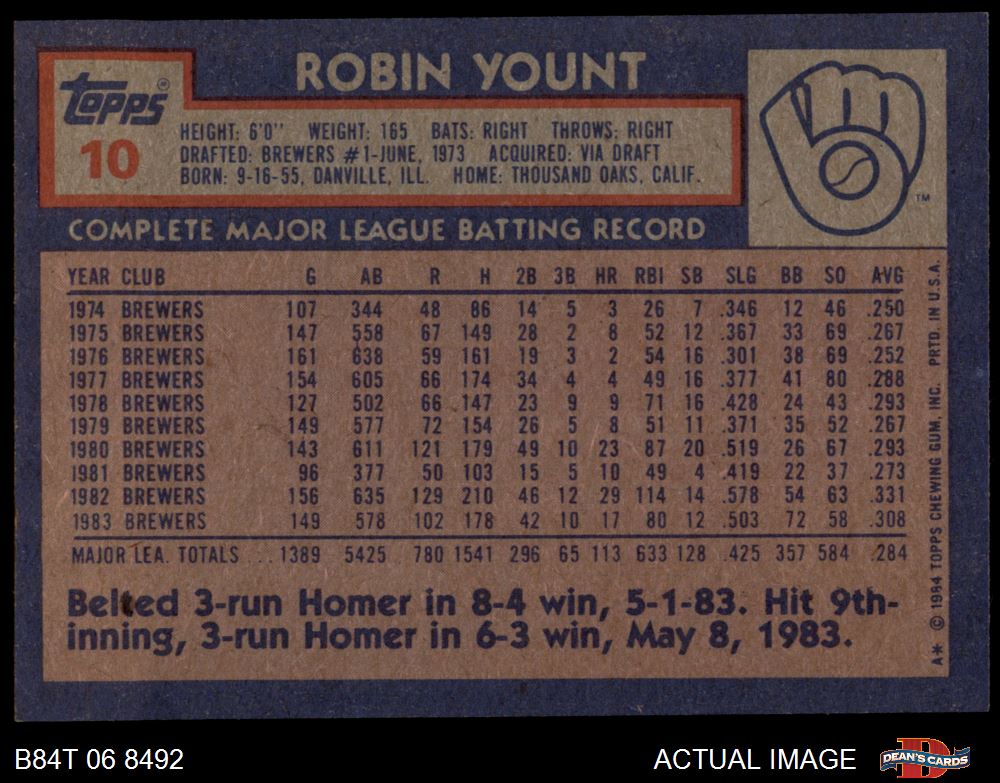 ROBIN YOUNT
Topps®
10
HEIGHT: 6'0" WEIGHT: 165 BATS: RIGHT THROWS: RIGHT
DRAFTED: BREWERS #1-JUNE, 1973 ACQUIRED: VIA DRAFT
BORN: 9-16-55, DANVILLE, ILL. HOME: THOUSAND OAKS, CALIF.
TM
COMPLETE MAJOR LEAGUE BATTING RECORD
YEAR CLUB G AB R H 2B 3B HR RBI SB SLG BB SO AVG
1974 BREWERS 107 344 48 86 14 5 3 26 7 .346 12 46 .250
1975 BREWERS 147 558 67 149 28 2 8 52 12 .367 33 69 .267
1976 BREWERS 161 638 59 161 19 3 2 54 16 .301 38 69 .252
1977 BREWERS 154 605 66 174 34 4 4 49 16 .377 41 80 .288
1978 BREWERS 127 502 66 147 23 9 9 71 16 .428 24 43 .293
1979 BREWERS 149 577 72 154 26 5 8 51 11 .371 35 52 .267
1980 BREWERS 143 611 121 179 49 10 23 87 20 .519 26 67 .293
1981 BREWERS 96 377 50 103 15 5 10 49 4 .419 22 37 .273
1982 BREWERS 156 635 129 210 46 12 29 114 14 .578 54 63 .331
1983 BREWERS 149 578 102 178 42 10 17 80 12 .503 72 58 .308
MAJOR LEA. TOTALS ... 1389 5425 780 1541 296 65 113 633 128 .425 357 584 .284
Belted 3-run Homer in 8-4 win, 5-1-83. Hit 9th-
inning, 3-run Homer in 6-3 win, May 8, 1983.
A* © 1984 TOPPS CHEWING GUM, INC. PRTD. IN U.S.A.
B84T 06 8492
ACTUAL IMAGE
DEAN'S CARDS